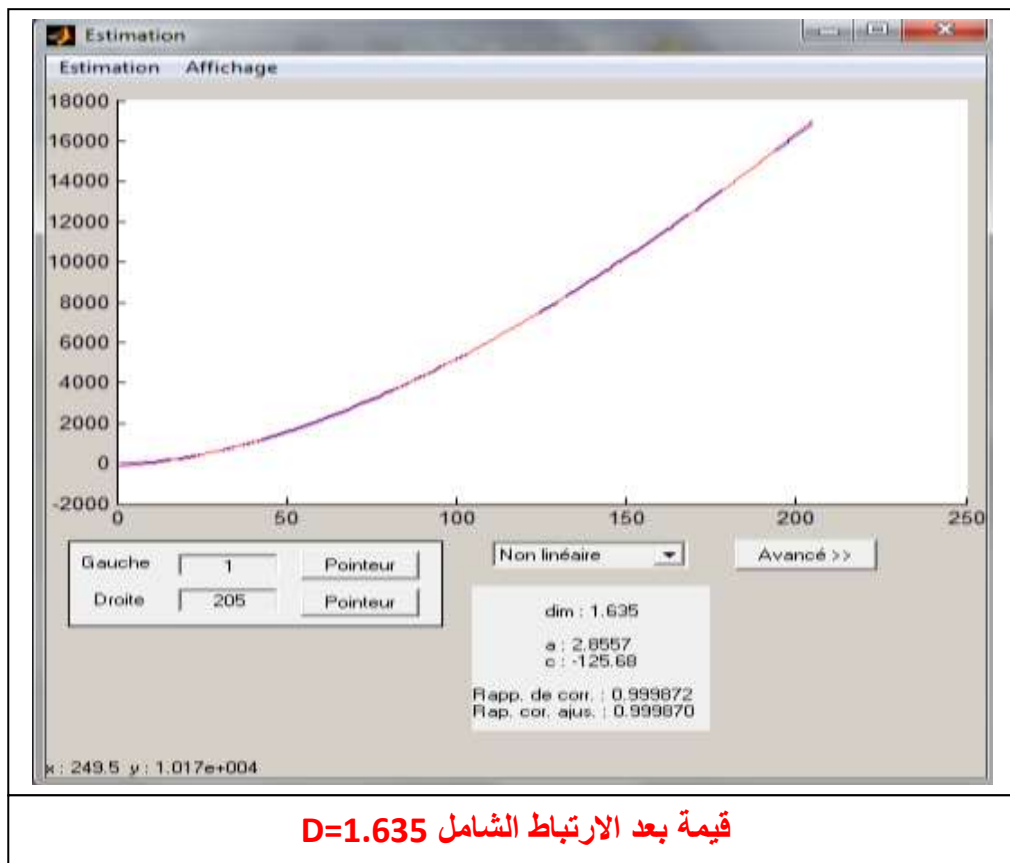 Estimation
Estimation Affichage
18000
16000
14000
12000
10000
8000
6000
4000
2000
0
-2000
0 50 100 150 200 250
Gauche 1 Pointeur
Droite 205 Pointeur
Non linéaire
Avancé >>
dim : 1.635
a : 2.8557
c : -125.68
Rapp. de corr. : 0.999872
Rap. cor. ajus. : 0.999870
x : 249.5 y : 1.017e+004
قيمة بعد الارتباط الشامل D=1.635